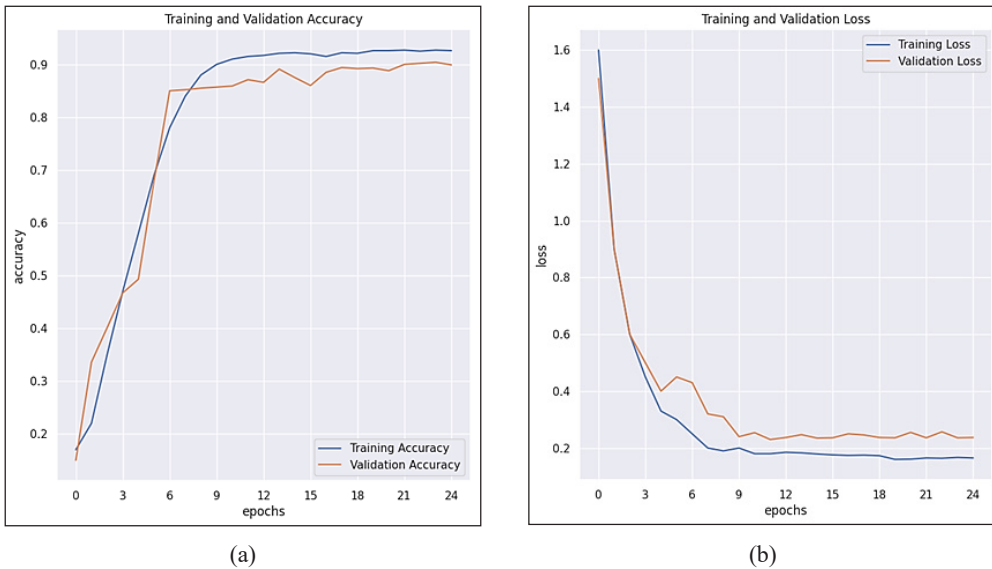 Training and Validation Accuracy
accuracy
0.9
0.8
0.7
0.6
0.5
0.4
0.3
0.2
Training Accuracy
Validation Accuracy
0 3 6 9 12 15 18 21 24
epochs
(a)
Training and Validation Loss
loss
1.6
1.4
1.2
1.0
0.8
0.6
0.4
0.2
Training Loss
Validation Loss
0 3 6 9 12 15 18 21 24
epochs
(b)